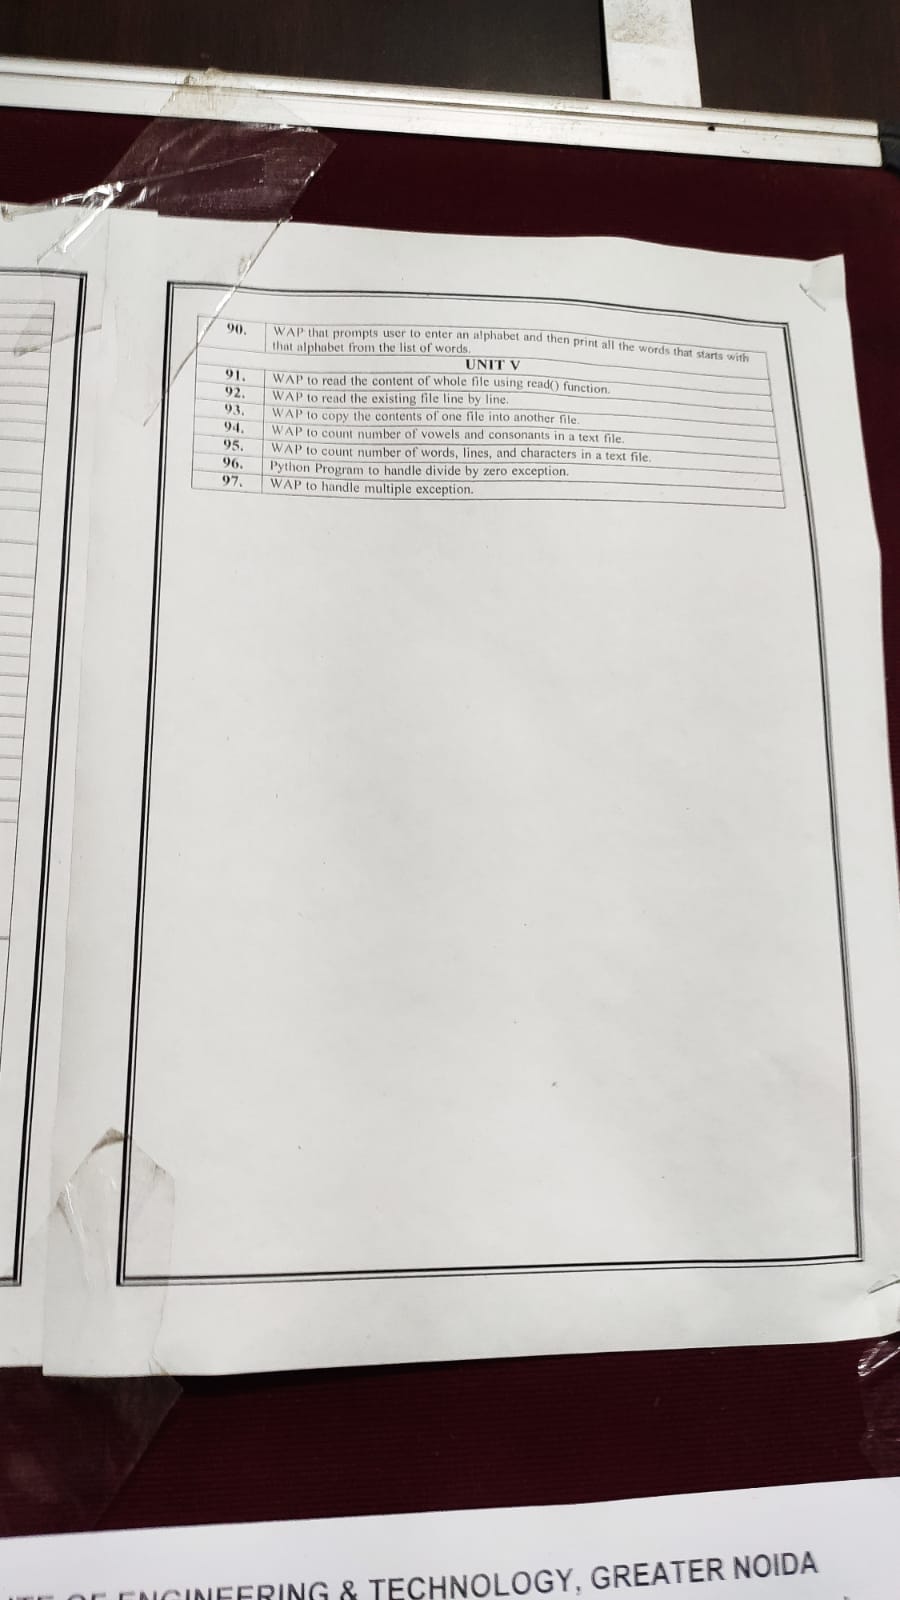 90. WAP that prompts user to enter an alphabet and then print all the words that starts with
that alphabet from the list of words.
UNIT V
91. WAP to read the content of whole file using read() function.
92. WAP to read the existing file line by line.
93. WAP to copy the contents of one file into another file.
94. WAP to count number of vowels and consonants in a text file.
95. WAP to count number of words, lines, and characters in a text file.
96. Python Program to handle divide by zero exception.
97. WAP to handle multiple exception.
OF ENGINEERING & TECHNOLOGY, GREATER NOIDA